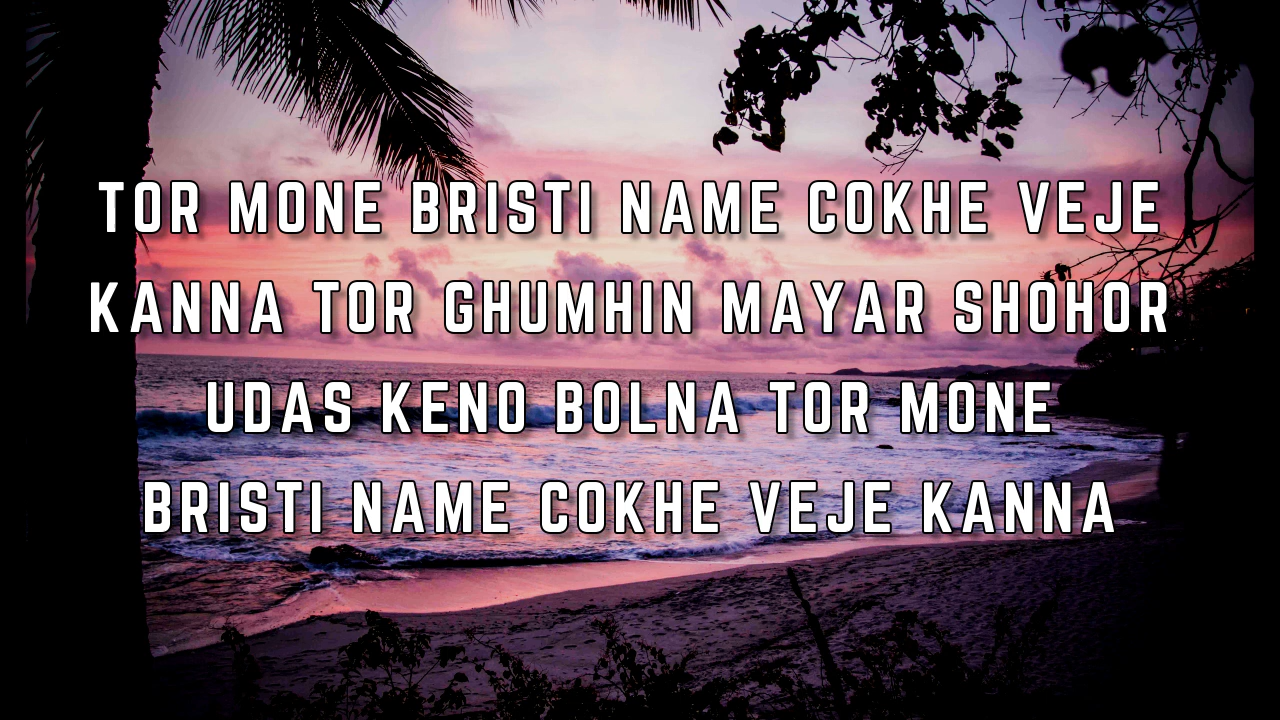 TOR MONE BRISTI NAME COKHE VEJE
KANNA TOR GHUMHIN MAYAR SHOHOR
UDAS KENO BOLNA TOR MONE
BRISTI NAME COKHE VEJE KANNA